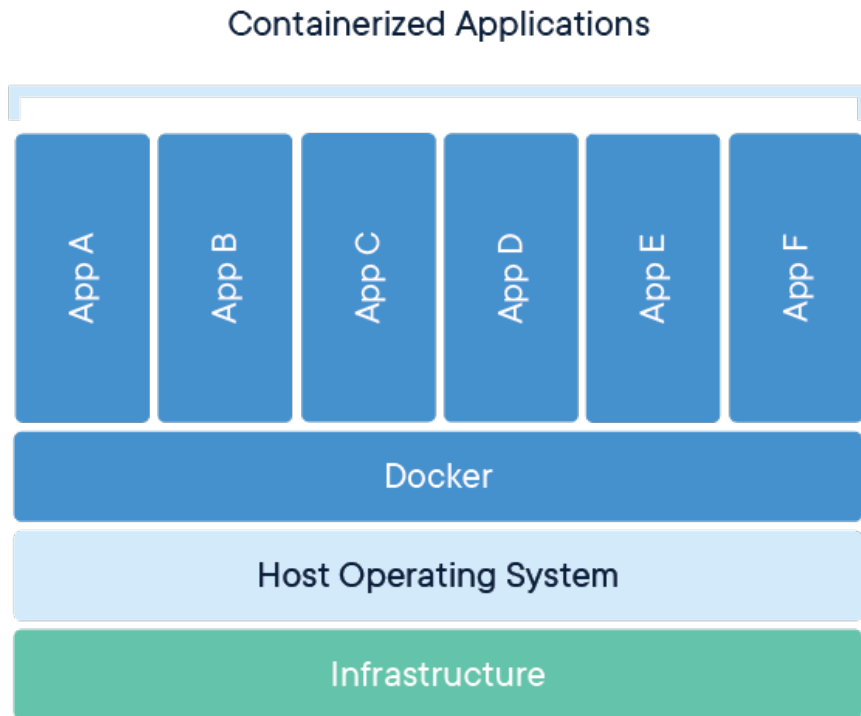 Containerized Applications
App A
App B
App C
App D
App E
App F
Docker
Host Operating System
Infrastructure